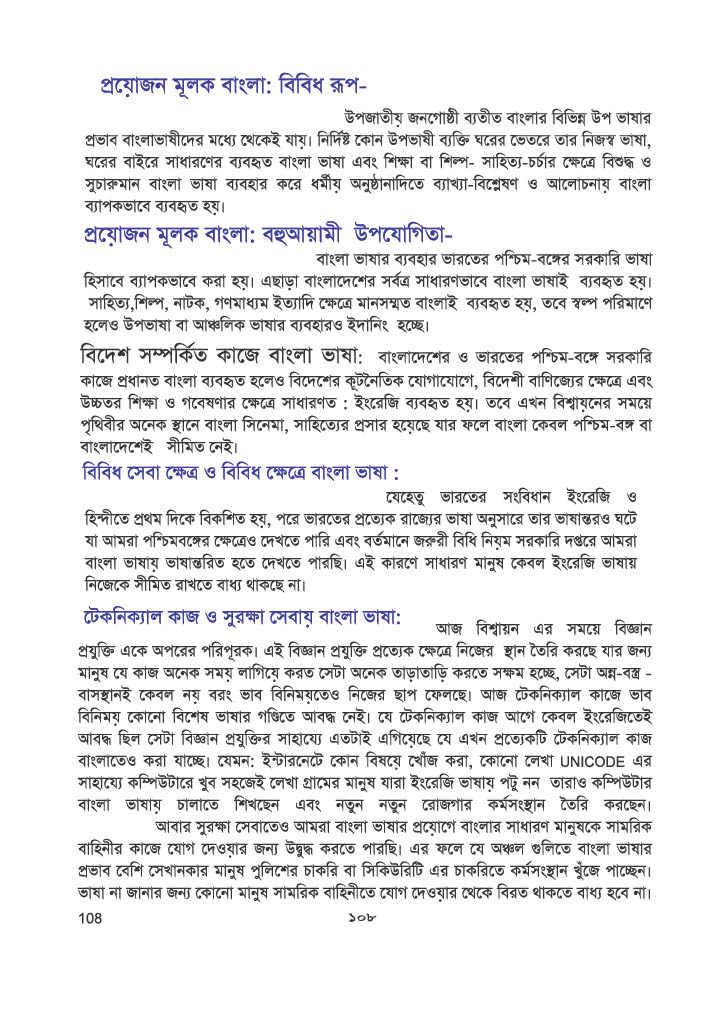 প্রয়োজন মূলক বাংলা: বিবিধ রূপ-
উপজাতীয় জনগোষ্ঠী ব্যতীত বাংলার বিভিন্ন উপ ভাষার
প্রভাব বাংলাভাষীদের মধ্যে থেকেই যায়। নির্দিষ্ট কোন উপভাষী ব্যক্তি ঘরের ভেতরে তার নিজস্ব ভাষা,
ঘরের বাইরে সাধারণের ব্যবহৃত বাংলা ভাষা এবং শিক্ষা বা শিল্প- সাহিত্য-চর্চার ক্ষেত্রে বিশুদ্ধ ও
সুচারুমান বাংলা ভাষা ব্যবহার করে ধর্মীয় অনুষ্ঠানাদিতে ব্যাখ্যা-বিশ্লেষণ ও আলোচনায় বাংলা
ব্যাপকভাবে ব্যবহৃত হয়।
প্রয়োজন মূলক বাংলা: বহুআয়ামী উপযোগিতা-
বাংলা ভাষার ব্যবহার ভারতের পশ্চিম-বঙ্গের সরকারি ভাষা
হিসাবে ব্যাপকভাবে করা হয়। এছাড়া বাংলাদেশের সর্বত্র সাধারণভাবে বাংলা ভাষাই ব্যবহৃত হয়।
সাহিত্য,শিল্প, নাটক, গণমাধ্যম ইত্যাদি ক্ষেত্রে মানসম্মত বাংলাই ব্যবহৃত হয়, তবে স্বল্প পরিমাণে
হলেও উপভাষা বা আঞ্চলিক ভাষার ব্যবহারও ইদানিং হচ্ছে।
বিদেশ সম্পর্কিত কাজে বাংলা ভাষা: বাংলাদেশের ও ভারতের পশ্চিম-বঙ্গে সরকারি
কাজে প্রধানত বাংলা ব্যবহৃত হলেও বিদেশের কূটনৈতিক যোগাযোগে, বিদেশী বাণিজ্যের ক্ষেত্রে এবং
উচ্চতর শিক্ষা ও গবেষণার ক্ষেত্রে সাধারণত : ইংরেজি ব্যবহৃত হয়। তবে এখন বিশ্বায়নের সময়ে
পৃথিবীর অনেক স্থানে বাংলা সিনেমা, সাহিত্যের প্রসার হয়েছে যার ফলে বাংলা কেবল পশ্চিম-বঙ্গ বা
বাংলাদেশেই সীমিত নেই।
বিবিধ সেবা ক্ষেত্র ও বিবিধ ক্ষেত্রে বাংলা ভাষা :
যেহেতু ভারতের সংবিধান ইংরেজি ও
হিন্দীতে প্রথম দিকে বিকশিত হয়, পরে ভারতের প্রত্যেক রাজ্যের ভাষা অনুসারে তার ভাষান্তরও ঘটে
যা আমরা পশ্চিমবঙ্গের ক্ষেত্রেও দেখতে পারি এবং বর্তমানে জরুরী বিধি নিয়ম সরকারি দপ্তরে আমরা
বাংলা ভাষায় ভাষান্তরিত হতে দেখতে পারছি। এই কারণে সাধারণ মানুষ কেবল ইংরেজি ভাষায়
নিজেকে সীমিত রাখতে বাধ্য থাকছে না।
টেকনিক্যাল কাজ ও সুরক্ষা সেবায় বাংলা ভাষা:
আজ বিশ্বায়ন এর সময়ে বিজ্ঞান
প্রযুক্তি একে অপরের পরিপূরক। এই বিজ্ঞান প্রযুক্তি প্রত্যেক ক্ষেত্রে নিজের স্থান তৈরি করছে যার জন্য
মানুষ যে কাজ অনেক সময় লাগিয়ে করত সেটা অনেক তাড়াতাড়ি করতে সক্ষম হচ্ছে, সেটা অন্ন-বস্ত্র -
বাসস্থানই কেবল নয় বরং ভাব বিনিময়তেও নিজের ছাপ ফেলছে। আজ টেকনিক্যাল কাজে ভাব
বিনিময় কোনো বিশেষ ভাষার গণ্ডিতে আবদ্ধ নেই। যে টেকনিক্যাল কাজ আগে কেবল ইংরেজিতেই
আবদ্ধ ছিল সেটা বিজ্ঞান প্রযুক্তির সাহায্যে এতটাই এগিয়েছে যে এখন প্রত্যেকটি টেকনিক্যাল কাজ
বাংলাতেও করা যাচ্ছে। যেমন: ইন্টারনেটে কোন বিষয়ে খোঁজ করা, কোনো লেখা UNICODE এর
সাহায্যে কম্পিউটারে খুব সহজেই লেখা গ্রামের মানুষ যারা ইংরেজি ভাষায় পটু নন তারাও কম্পিউটার
বাংলা ভাষায় চালাতে শিখছেন এবং নতুন নতুন রোজগার কর্মসংস্থান তৈরি করছেন।
আবার সুরক্ষা সেবাতেও আমরা বাংলা ভাষার প্রয়োগে বাংলার সাধারণ মানুষকে সামরিক
বাহিনীর কাজে যোগ দেওয়ার জন্য উদ্বুদ্ধ করতে পারছি। এর ফলে যে অঞ্চল গুলিতে বাংলা ভাষার
প্রভাব বেশি সেখানকার মানুষ পুলিশের চাকরি বা সিকিউরিটি এর চাকরিতে কর্মসংস্থান খুঁজে পাচ্ছেন।
ভাষা না জানার জন্য কোনো মানুষ সামরিক বাহিনীতে যোগ দেওয়ার থেকে বিরত থাকতে বাধ্য হবে না।
108 ১০৮